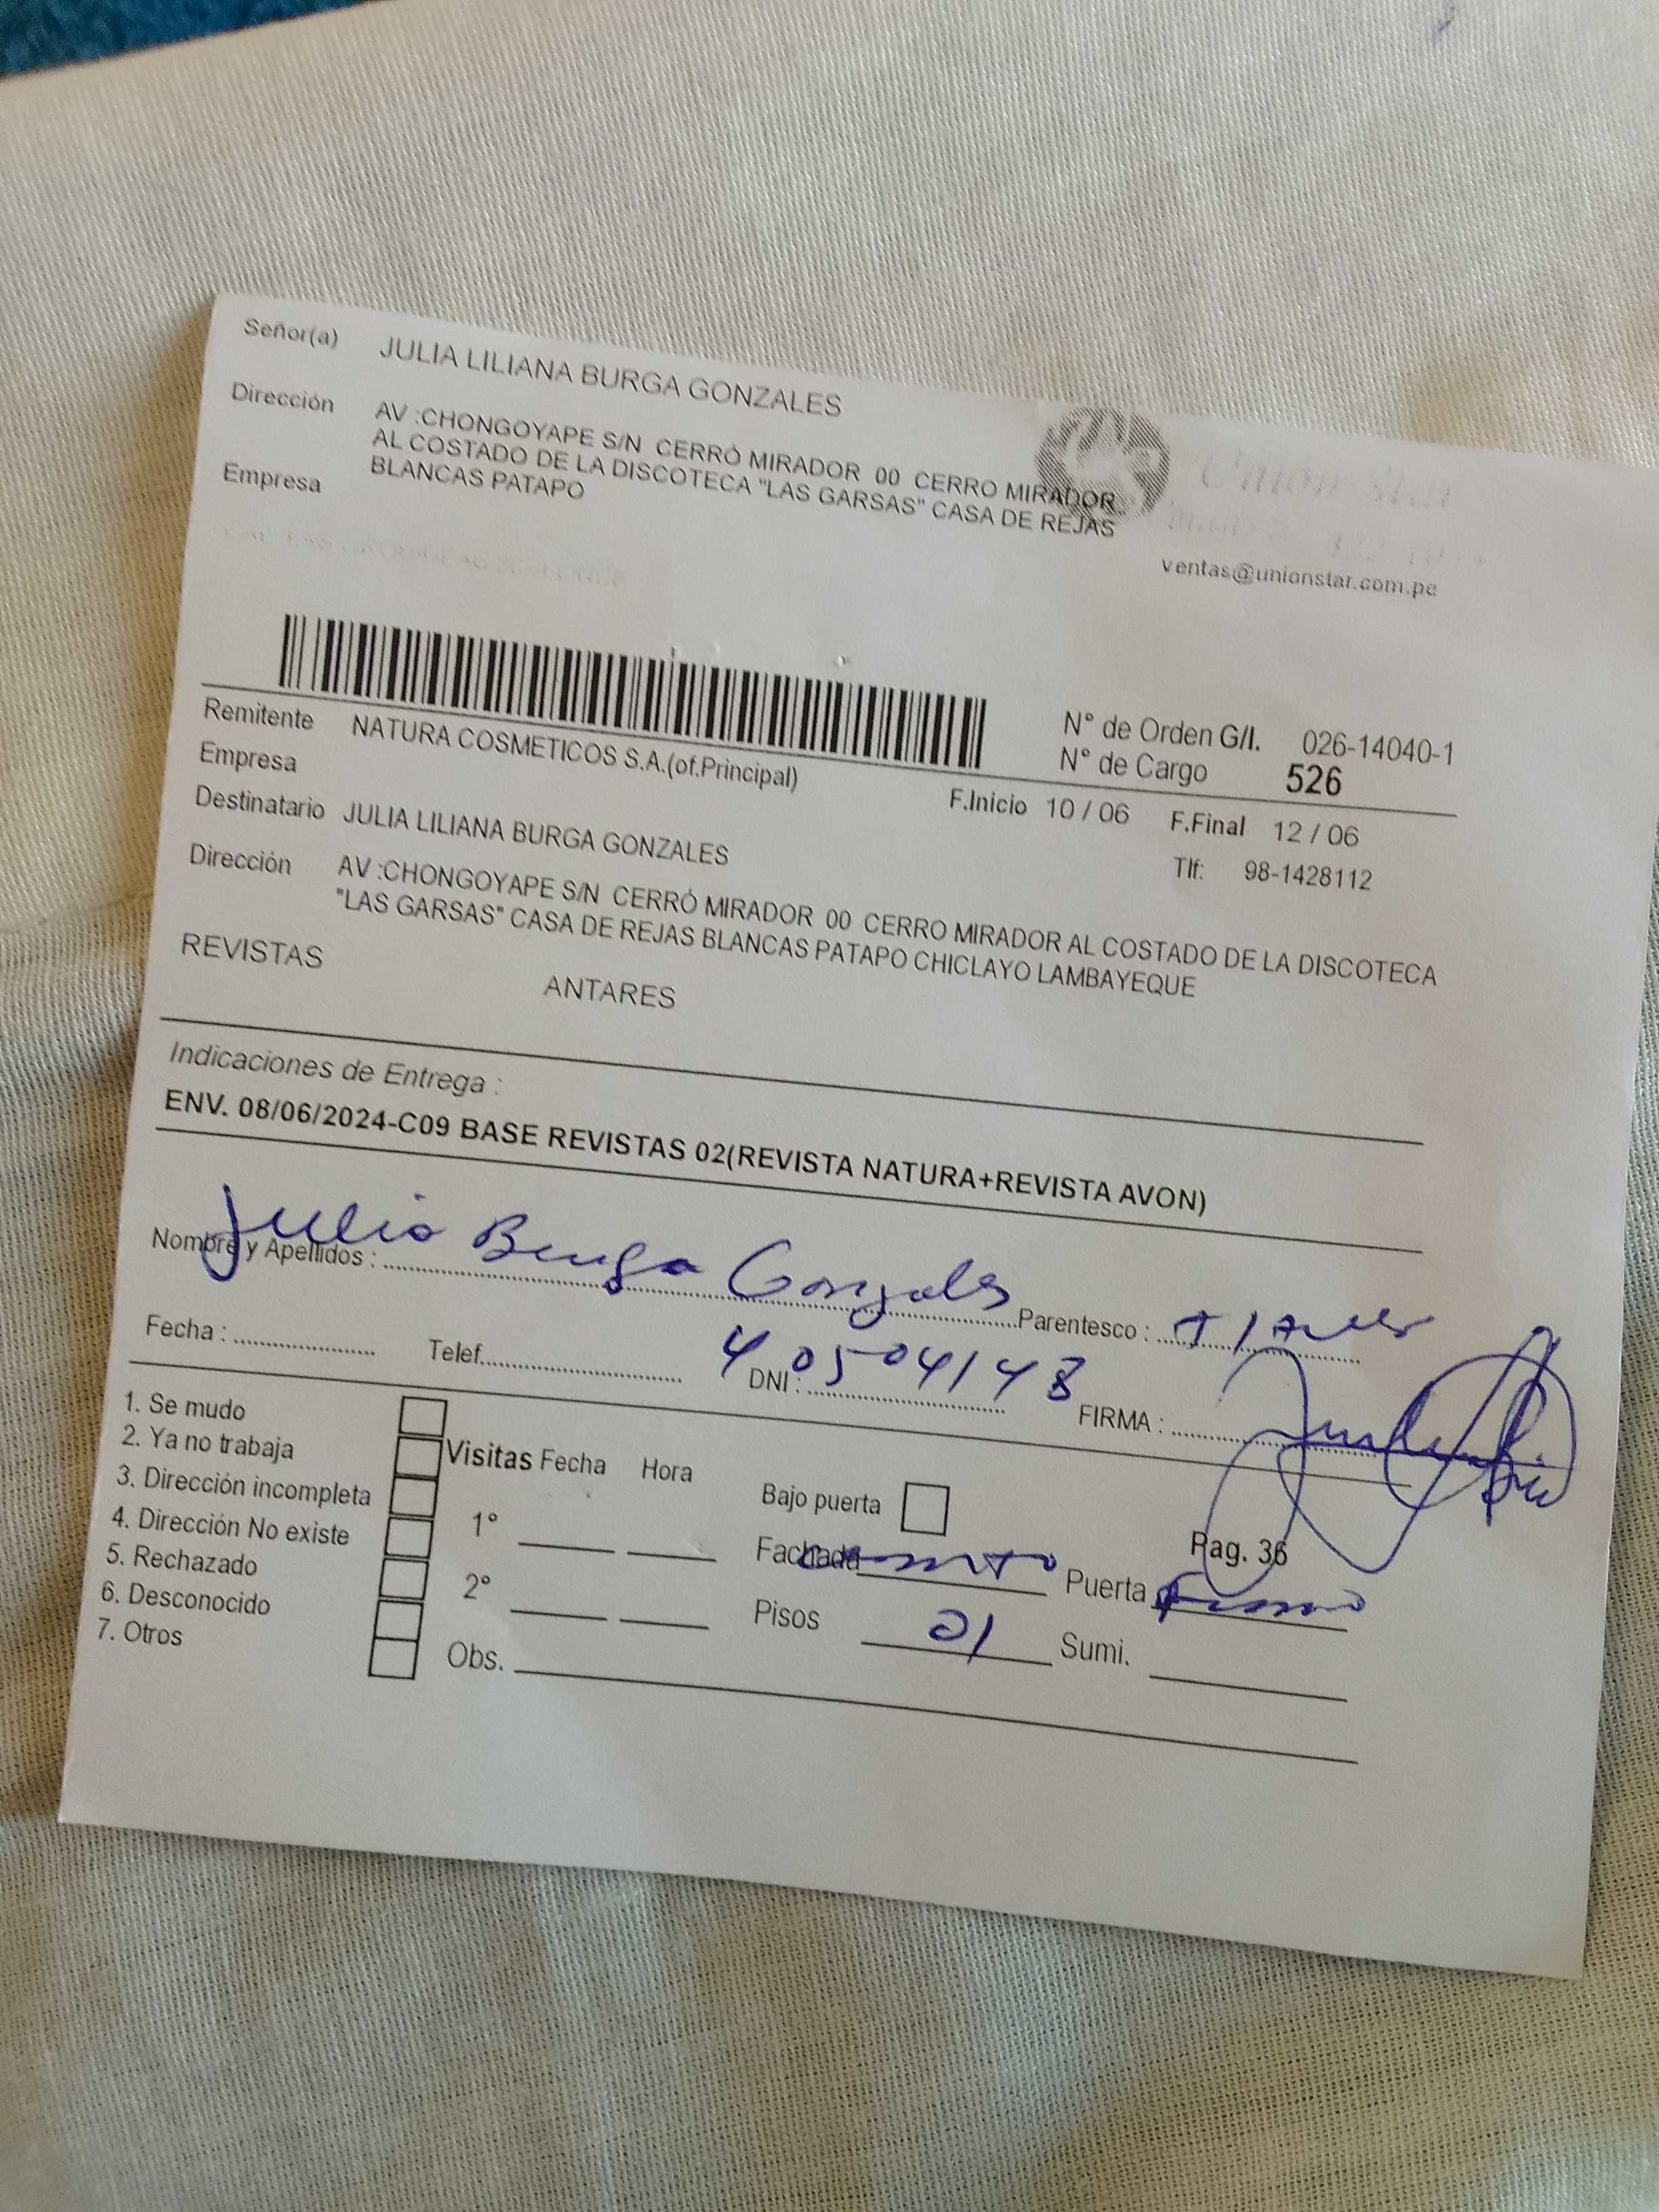 Señor(a) JULIA LILIANA BURGA GONZALES
Dirección AV :CHONGOYAPE S/N CERRÓ MIRADOR 00 CERRO MIRADOR
AL COSTADO DE LA DISCOTECA "LAS GARSAS" CASA DE REJAS
BLANCAS PATAPO
Empresa
Union Star
ventas@unionstar.com.pe
N° de Orden G/I. 026-14040-1
N° de Cargo 526
Remitente NATURA COSMETICOS S.A.(of.Principal)
F.Inicio 10 / 06 F.Final 12 / 06
Empresa
Tlf: 98-1428112
Destinatario JULIA LILIANA BURGA GONZALES
Dirección AV :CHONGOYAPE S/N CERRÓ MIRADOR 00 CERRO MIRADOR AL COSTADO DE LA DISCOTECA
"LAS GARSAS" CASA DE REJAS BLANCAS PATAPO CHICLAYO LAMBAYEQUE
REVISTAS ANTARES
Indicaciones de Entrega :
ENV. 08/06/2024-C09 BASE REVISTAS 02(REVISTA NATURA+REVISTA AVON)
Nombre y Apellidos : Julia Burga Gonzales Parentesco :
Fecha : Telef. DNI : 40504148 FIRMA :
1. Se mudo
2. Ya no trabaja
3. Dirección incompleta
4. Dirección No existe
5. Rechazado
6. Desconocido
7. Otros
Visitas Fecha Hora
1°
2°
Obs.
Bajo puerta
Pag. 36
Fachada Puerta
Pisos 01 Sumi.